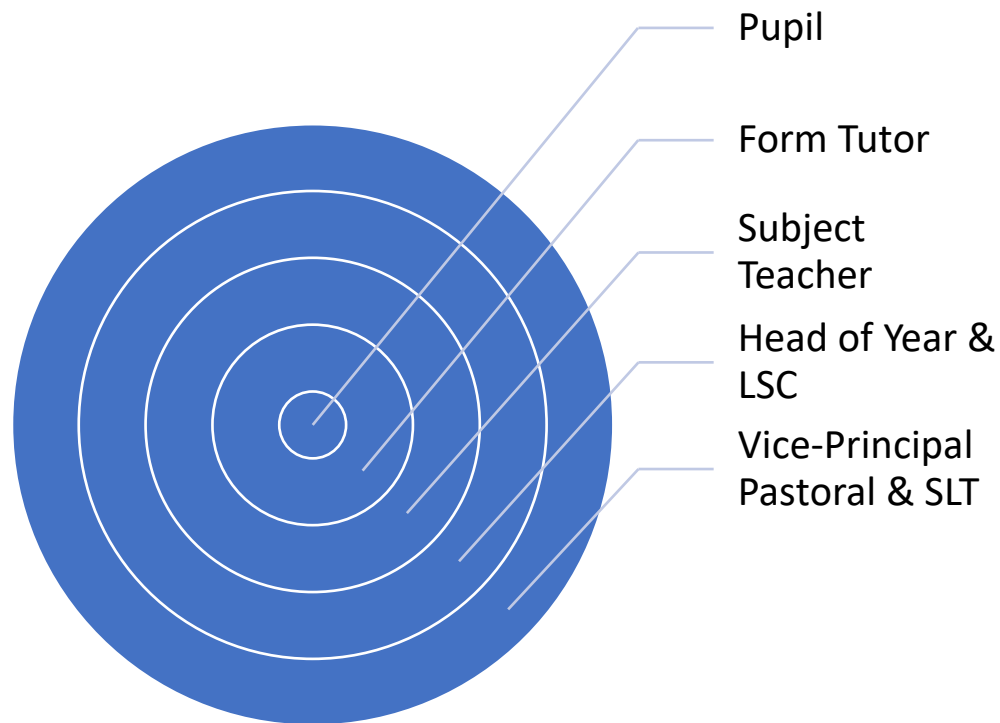 Pupil
Form Tutor
Subject
Teacher
Head of Year &
LSC
Vice-Principal
Pastoral & SLT